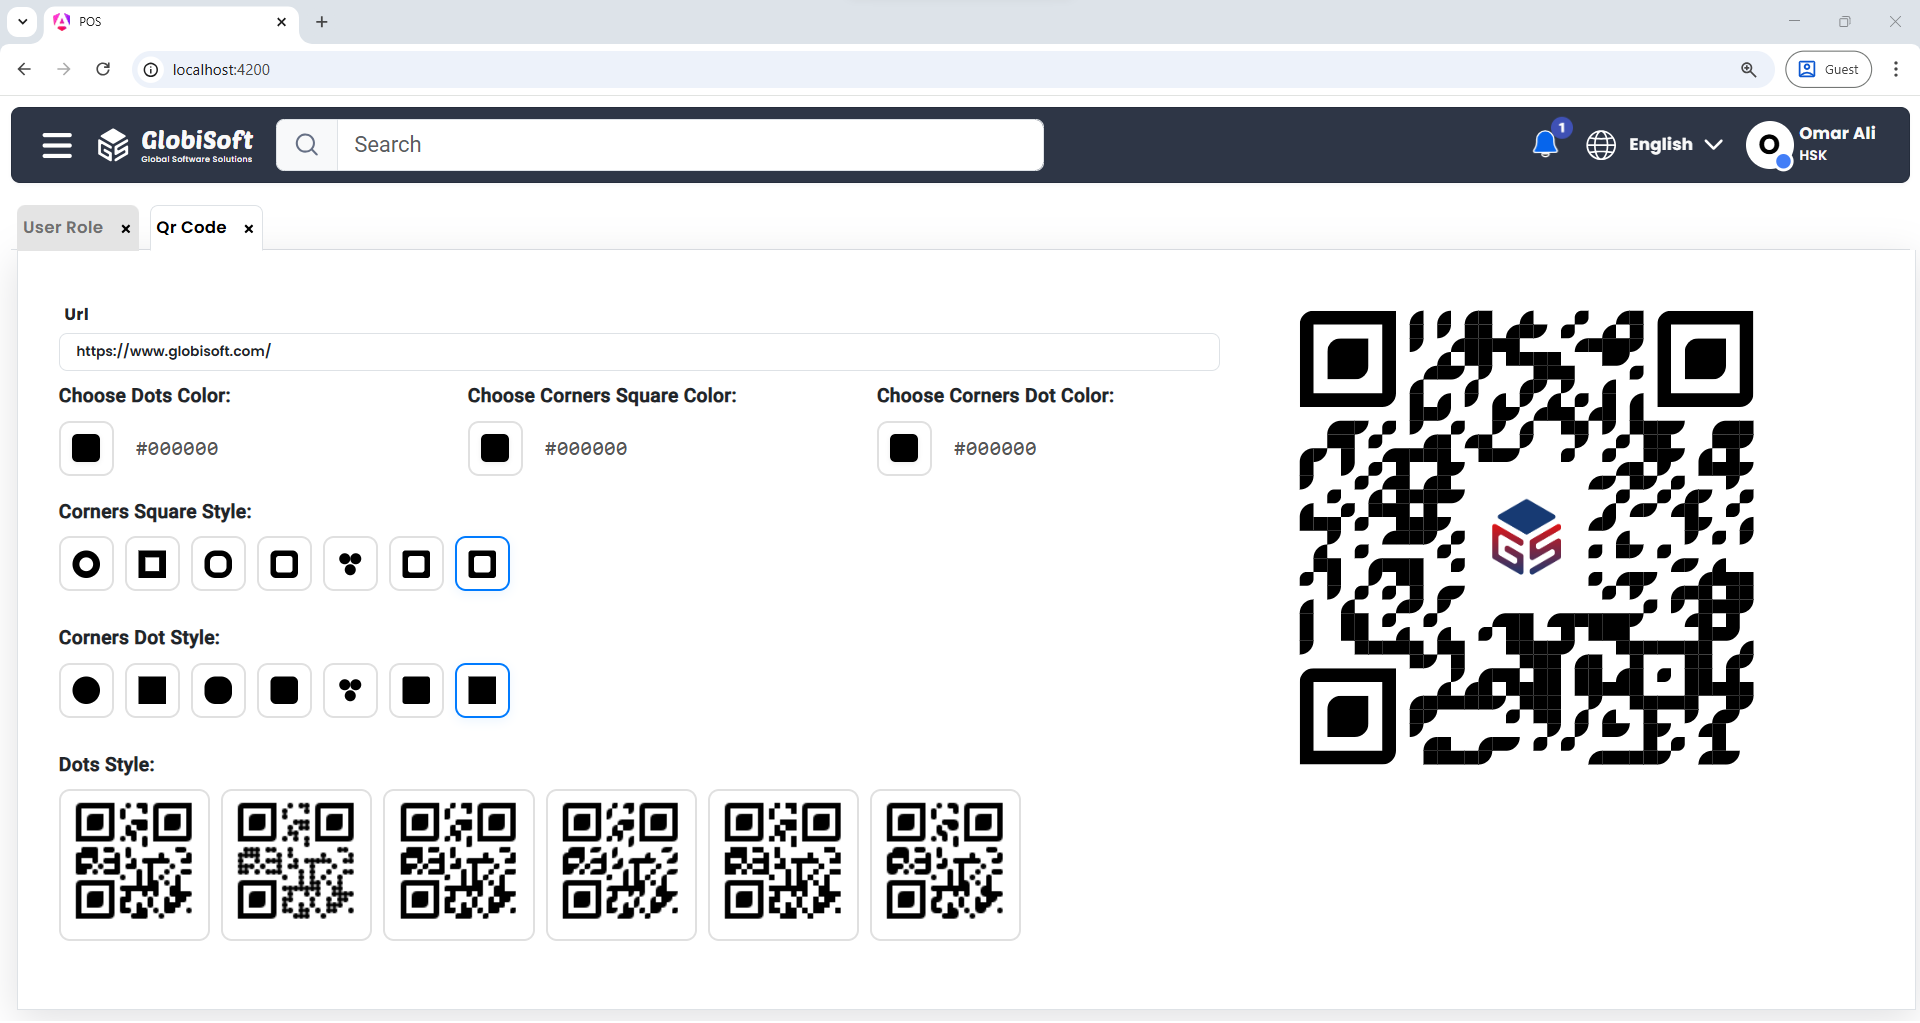 POS
localhost:4200
Guest
GlobiSoft
Global Software Solutions
Search
1
English
O
Omar Ali
HSK
User Role
Qr Code
Url
https://www.globisoft.com/
Choose Dots Color:
Choose Corners Square Color:
Choose Corners Dot Color:
#000000
#000000
#000000
Corners Square Style:
Corners Dot Style:
Dots Style: